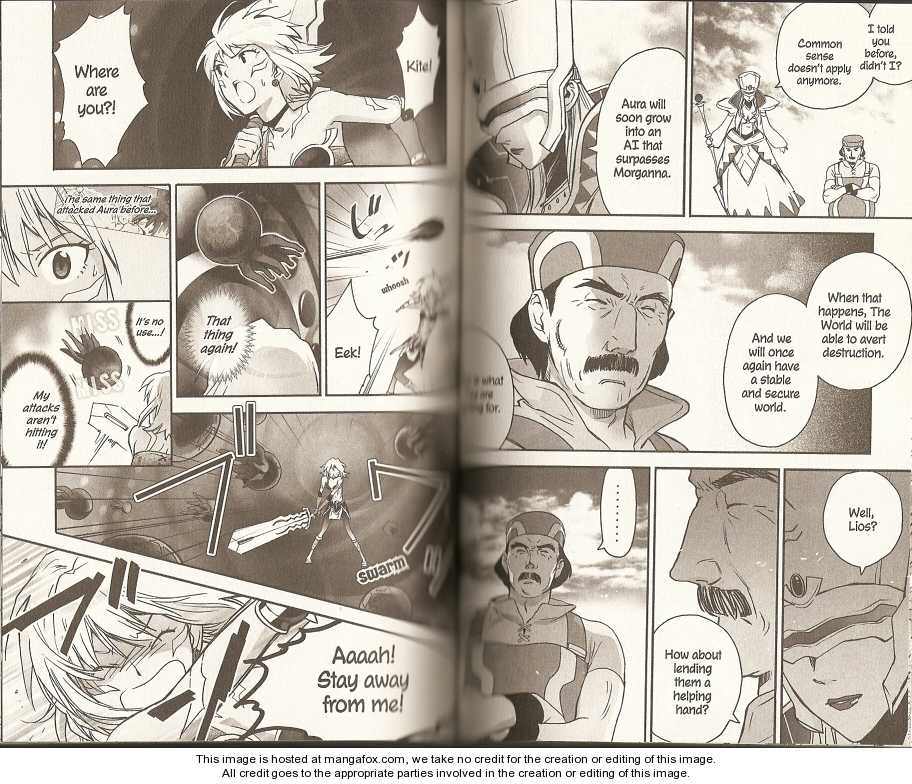 I told
you
before,
didn't I?
Common
sense
doesn't apply
anymore.
Aura will
soon grow
into an
AI that
surpasses
Morganna.
When that
happens, The
World will be
able to avert
destruction.
And we
will once
again have
a stable
and secure
world.
what
are
for.
Well,
Lios?
How about
lending
them a
helping
hand?
......
Kite!
Where
are
you?!
ビュ
whoosh
Eek!
That
thing
again!
The same thing that
attacked Aura before...
MISS
MISS
It's no
use...!
My
attacks
aren't
hitting
it!
swarm
Aaaah!
Stay away
from me!
This image is hosted at mangafox.com, we take no credit for the creation or editing of this image.
All credit goes to the appropriate parties involved in the creation or editing of this image.